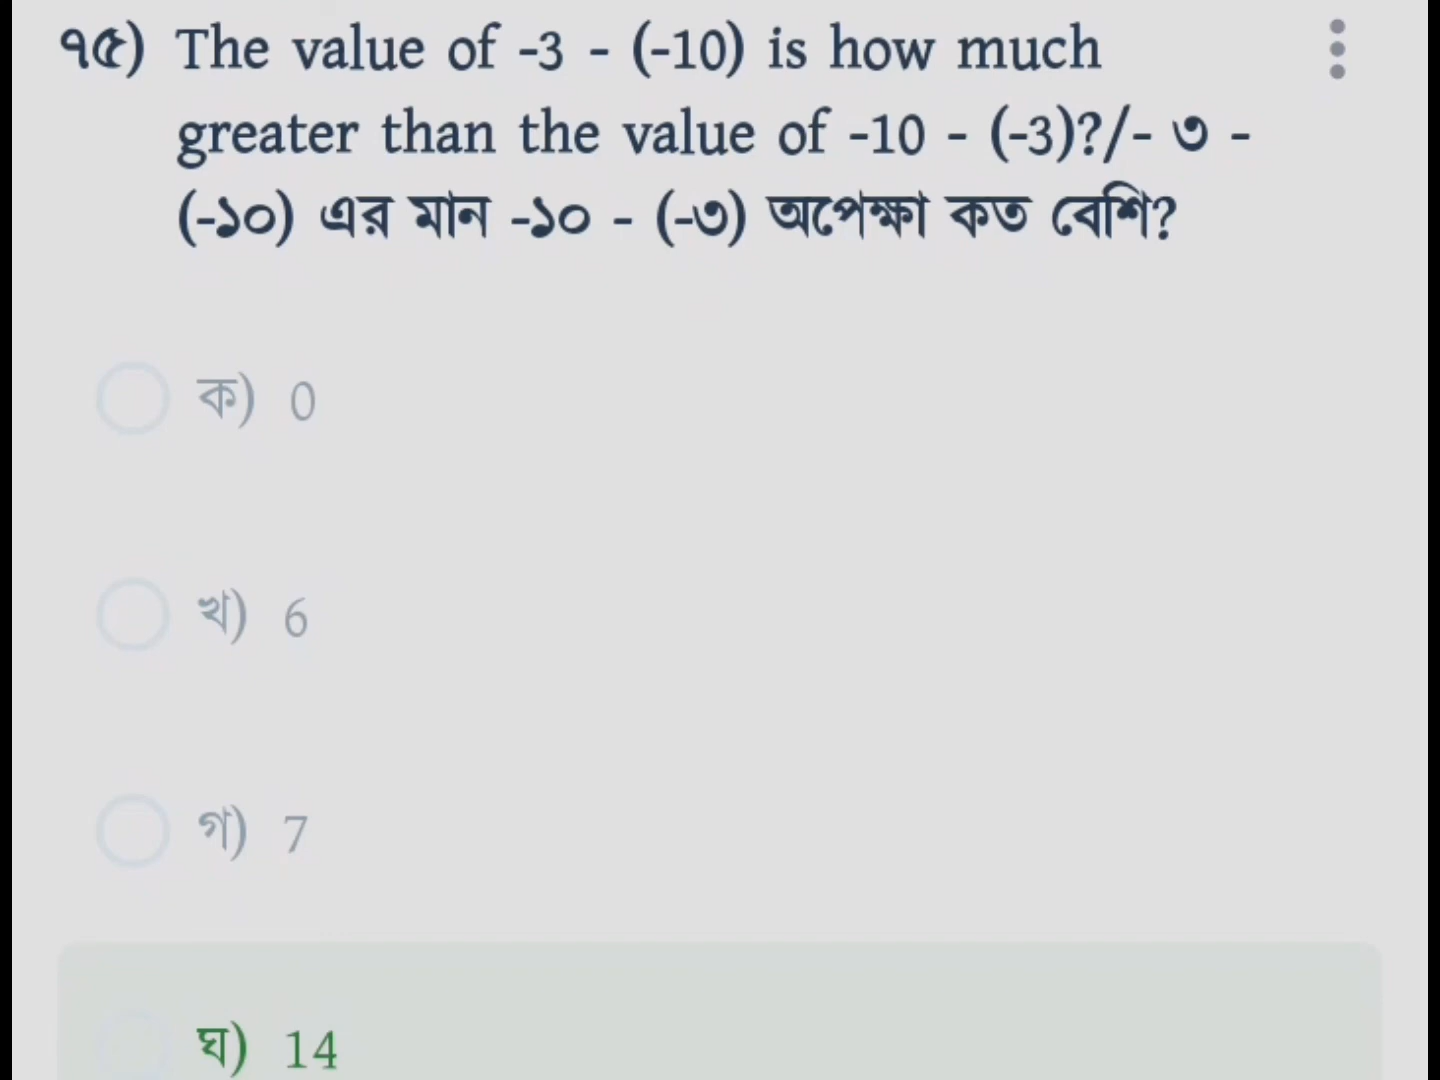 ৭৫) The value of -3 - (-10) is how much
greater than the value of -10 - (-3)?/- ৩ -
(-১০) এর মান -১০ - (-৩) অপেক্ষা কত বেশি?
ক) 0
খ) 6
গ) 7
ঘ) 14